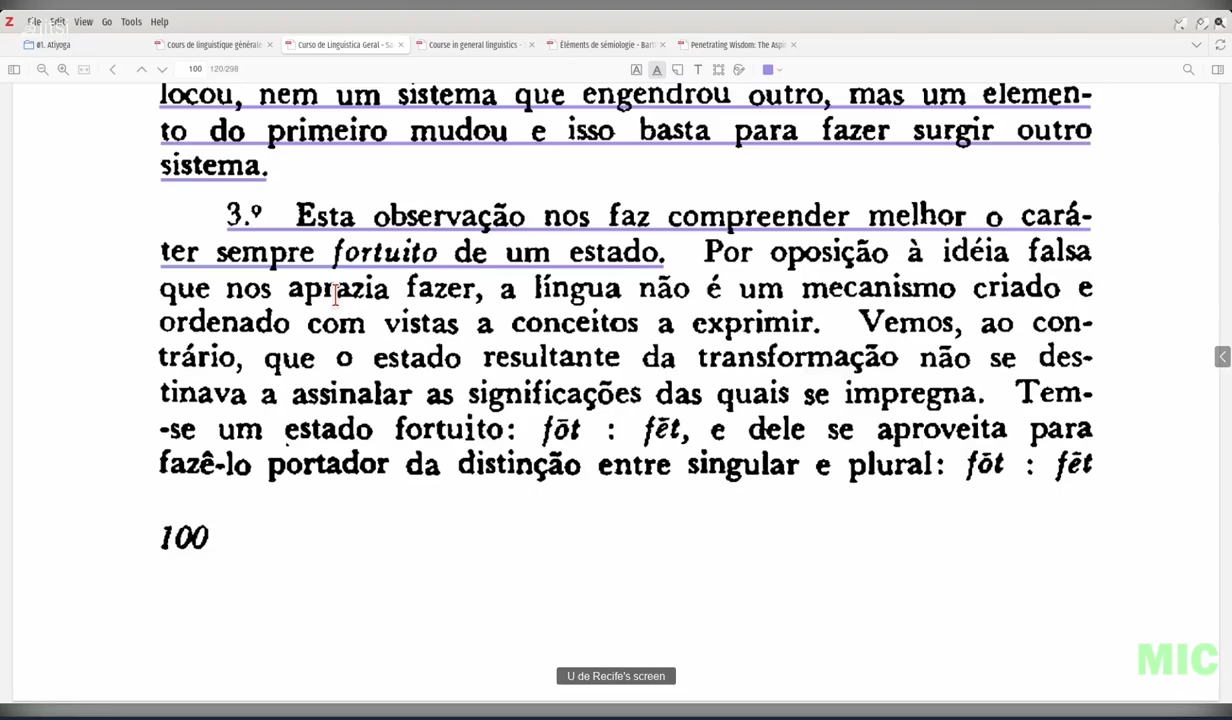 File Edit View Go Tools Help
01. Atiyoga
Cours de linguistique générale
Curso de Linguística Geral - Sa
Course in general linguistics -
Éléments de sémiologie - Bart
Penetrating Wisdom: The Asp
100 120/298
locou, nem um sistema que engendrou outro, mas um elemen-
to do primeiro mudou e isso basta para fazer surgir outro
sistema.
3.º Esta observação nos faz compreender melhor o cará-
ter sempre fortuito de um estado. Por oposição à idéia falsa
que nos aprazia fazer, a língua não é um mecanismo criado e
ordenado com vistas a conceitos a exprimir. Vemos, ao con-
trário, que o estado resultante da transformação não se des-
tinava a assinalar as significações das quais se impregna. Tem-
-se um estado fortuito: fōt : fēt, e dele se aproveita para
fazê-lo portador da distinção entre singular e plural: fōt : fēt
100
U de Recife's screen
MIC